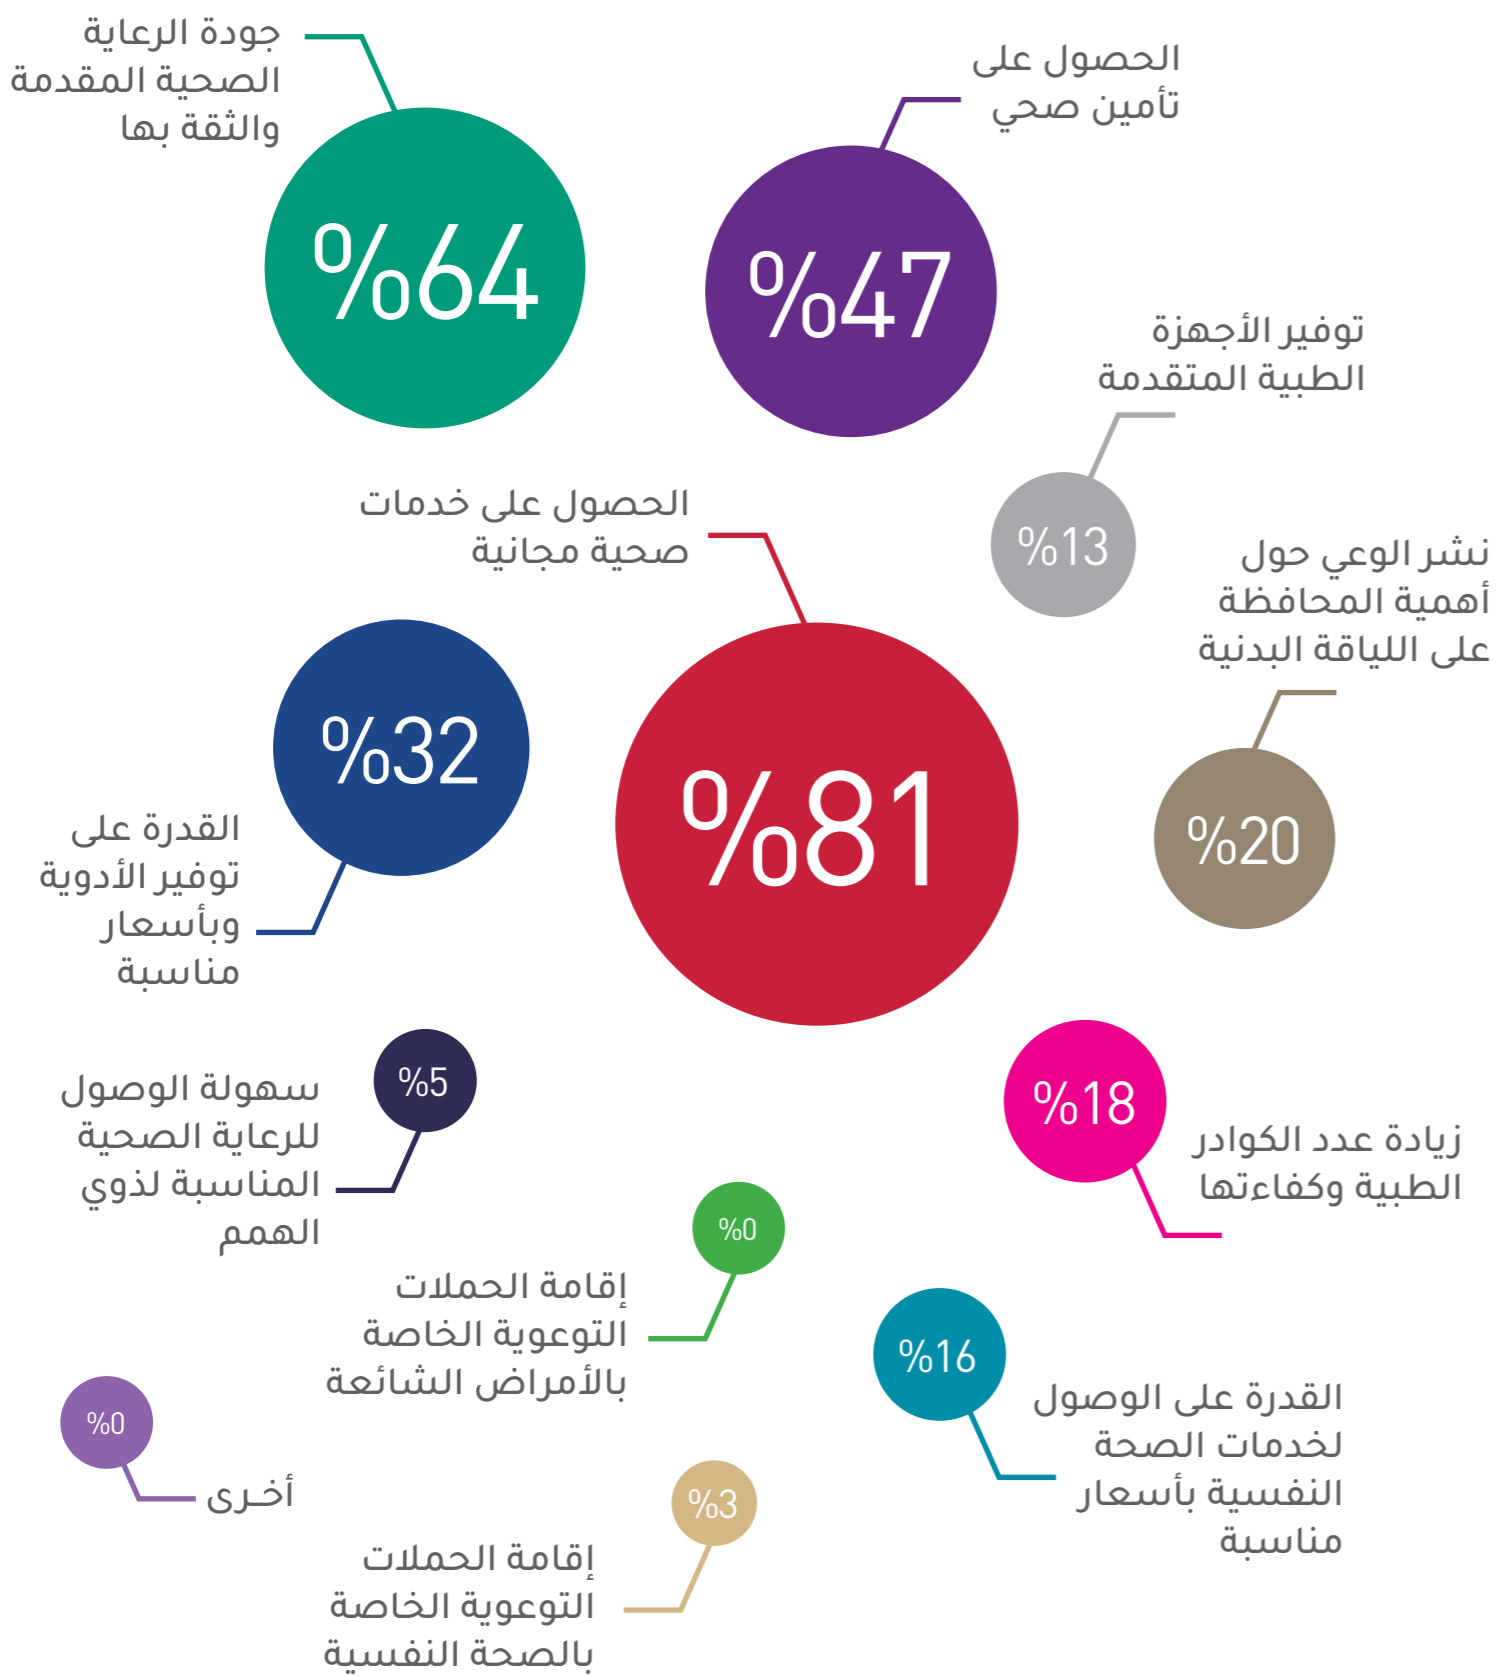 جودة الرعاية
الصحية المقدمة
والثقة بها
%64
الحصول على
تأمين صحي
%47
توفير الأجهزة
الطبية المتقدمة
%13
الحصول على خدمات
صحية مجانية
%81
نشر الوعي حول
أهمية المحافظة
على اللياقة البدنية
%20
%32
القدرة على
توفير الأدوية
وبأسعار
مناسبة
%5
سهولة الوصول
للرعاية الصحية
المناسبة لذوي
الهمم
%18
زيادة عدد الكوادر
الطبية وكفاءتها
%0
إقامة الحملات
التوعوية الخاصة
بالأمراض الشائعة
%16
القدرة على الوصول
لخدمات الصحة
النفسية بأسعار
مناسبة
%0
أخـرى
%3
إقامة الحملات
التوعوية الخاصة
بالصحة النفسية